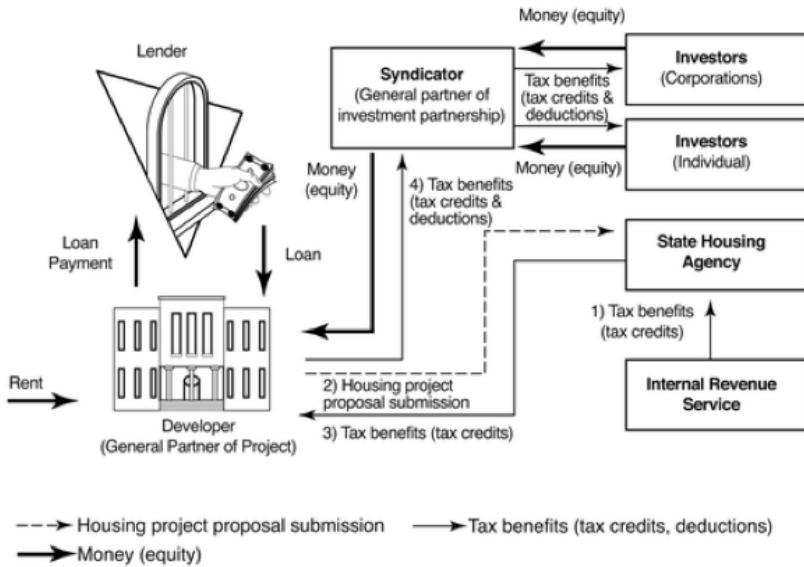 Lender
Money (equity)
Syndicator
(General partner of
investment partnership)
Tax benefits
(tax credits &
deductions)
Investors
(Corporations)
Investors
(Individual)
Money (equity)
Money
(equity)
4) Tax benefits
(tax credits &
deductions)
State Housing
Agency
Loan
Payment
Loan
1) Tax benefits
(tax credits)
Internal Revenue
Service
Rent
2) Housing project
proposal submission
3) Tax benefits (tax credits)
Developer
(General Partner of Project)
Housing project proposal submission
Tax benefits (tax credits, deductions)
Money (equity)